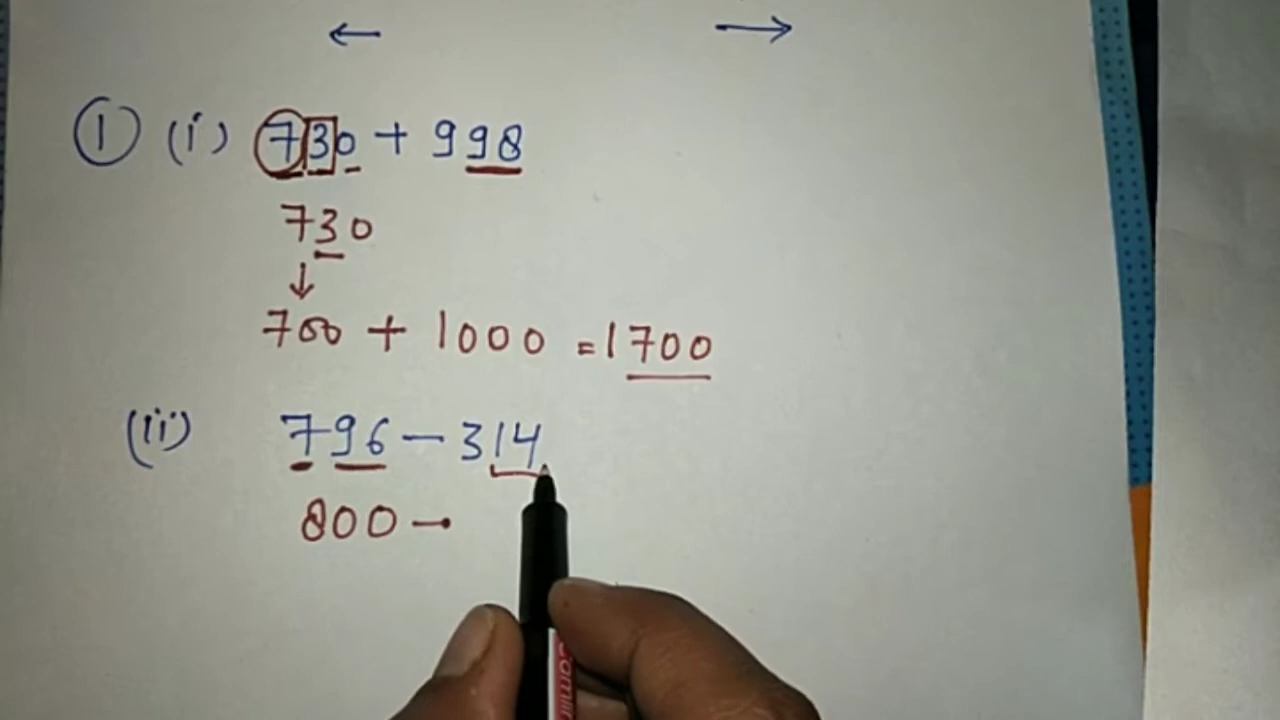 ← →
① (i) 730 + 998
730
↓
700 + 1000 = 1700
(ii) 796 - 314
800 -